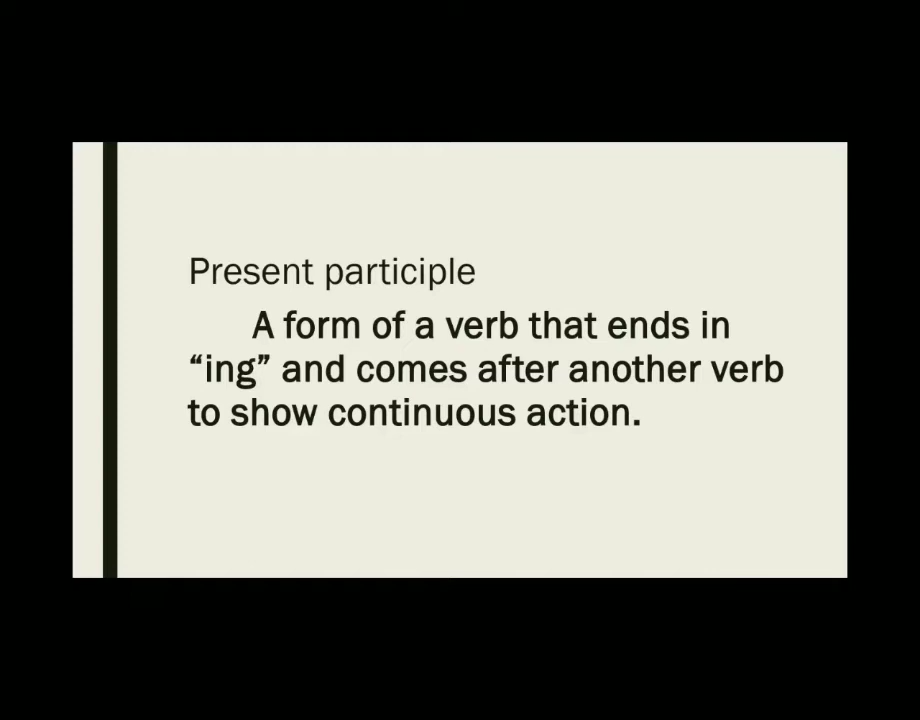 Present participle
A form of a verb that ends in
“ing” and comes after another verb
to show continuous action.